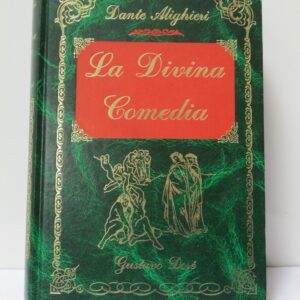 Dante Alighieri
La Divina
Comedia
Gustavo Doré